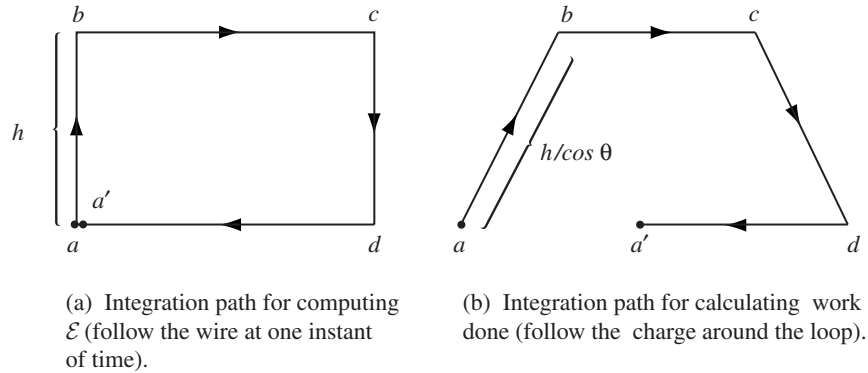 b
c
h
a′
a
d
b
c
h/cos θ
a
a′
d
(a) Integration path for computing
ℰ (follow the wire at one instant
of time).
(b) Integration path for calculating work
done (follow the charge around the loop).